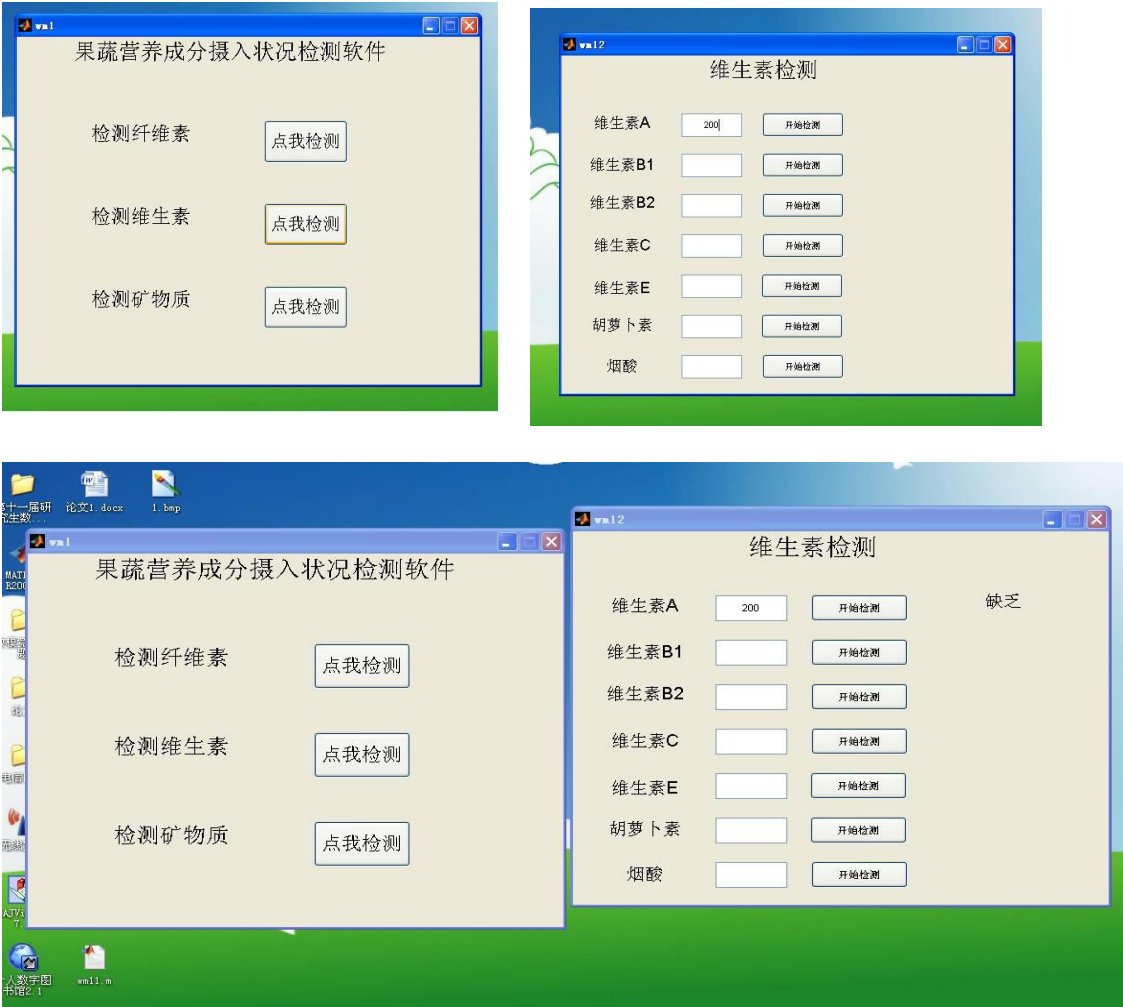 wm1
果蔬营养成分摄入状况检测软件
检测纤维素 点我检测
检测维生素 点我检测
检测矿物质 点我检测
wm12
维生素检测
维生素A 200 开始检测
维生素B1 开始检测
维生素B2 开始检测
维生素C 开始检测
维生素E 开始检测
胡萝卜素 开始检测
烟酸 开始检测
论文1.docx
1.bmp
wm1
果蔬营养成分摄入状况检测软件
检测纤维素 点我检测
检测维生素 点我检测
检测矿物质 点我检测
wm12
维生素检测
维生素A 200 开始检测 缺乏
维生素B1 开始检测
维生素B2 开始检测
维生素C 开始检测
维生素E 开始检测
胡萝卜素 开始检测
烟酸 开始检测
人数字图
书馆2.1
wm11.m